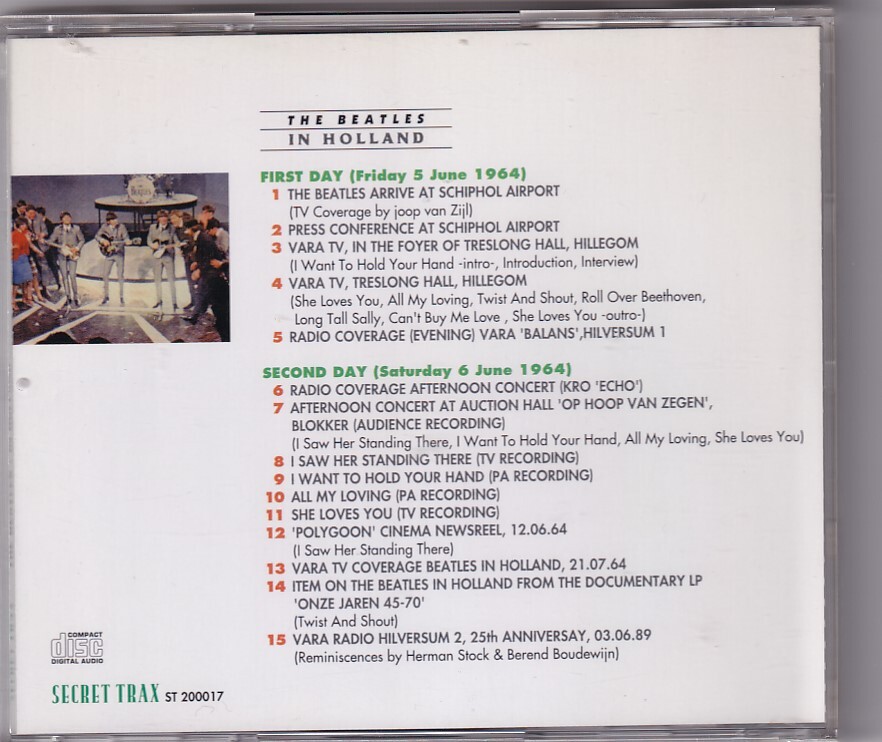 THE BEATLES
IN HOLLAND
FIRST DAY (Friday 5 June 1964)
1 THE BEATLES ARRIVE AT SCHIPHOL AIRPORT
(TV Coverage by joop van Zijl)
2 PRESS CONFERENCE AT SCHIPHOL AIRPORT
3 VARA TV, IN THE FOYER OF TRESLONG HALL, HILLEGOM
(I Want To Hold Your Hand -intro-, Introduction, Interview)
4 VARA TV, TRESLONG HALL, HILLEGOM
(She Loves You, All My Loving, Twist And Shout, Roll Over Beethoven,
Long Tall Sally, Can't Buy Me Love , She Loves You -outro-)
5 RADIO COVERAGE (EVENING) VARA 'BALANS',HILVERSUM 1
SECOND DAY (Saturday 6 June 1964)
6 RADIO COVERAGE AFTERNOON CONCERT (KRO 'ECHO')
7 AFTERNOON CONCERT AT AUCTION HALL 'OP HOOP VAN ZEGEN',
BLOKKER (AUDIENCE RECORDING)
(I Saw Her Standing There, I Want To Hold Your Hand, All My Loving, She Loves You)
8 I SAW HER STANDING THERE (TV RECORDING)
9 I WANT TO HOLD YOUR HAND (PA RECORDING)
10 ALL MY LOVING (PA RECORDING)
11 SHE LOVES YOU (TV RECORDING)
12 'POLYGOON' CINEMA NEWSREEL, 12.06.64
(I Saw Her Standing There)
13 VARA TV COVERAGE BEATLES IN HOLLAND, 21.07.64
14 ITEM ON THE BEATLES IN HOLLAND FROM THE DOCUMENTARY LP
'ONZE JAREN 45-70'
(Twist And Shout)
15 VARA RADIO HILVERSUM 2, 25th ANNIVERSAY, 03.06.89
(Reminiscences by Herman Stock & Berend Boudewijn)
COMPACT
disc
DIGITAL AUDIO
SECRET TRAX ST 200017